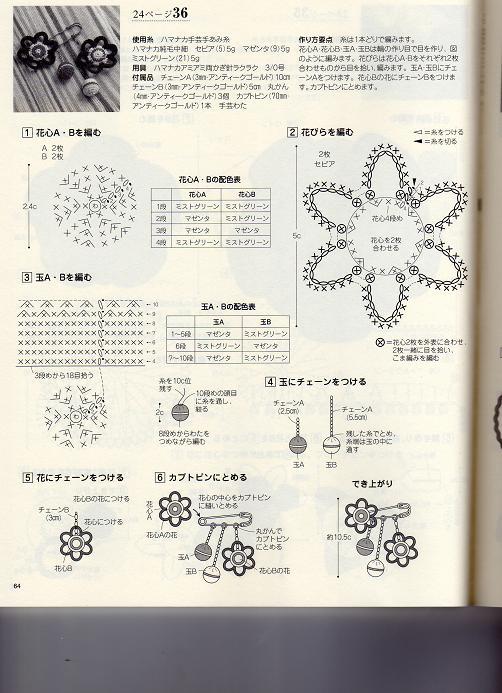 24ページ36
使用糸 ハマナカ手芸手あみ糸
ハマナカ純毛中細 セピア(5)5g マゼンタ(9)5g
ミストグリーン(21)5g
用具 ハマナカアミアミ両かぎ針ラクラク 3/0号
付属品 チェーンA(3mm・アンティークゴールド)10cm
チェーンB(3mm・アンティークゴールド)5cm 丸かん
(4mm・アンティークゴールド)3個 カブトピン(70mm・
アンティークゴールド)1本 手芸わた
作り方要点 糸は1本どりで編みます。
花心A・花心B・玉A・玉Bは輪の作り目で目を作り、図
のように編みます。花びらは花心A・Bをそれぞれ2枚
合わせものから目を拾い、編みます。玉A・玉Bにチェ
ーンAをつけます。花心Bの花にチェーンBをつけま
す。カブトピンにとめます。
1 花心A・Bを編む
A 2枚
B 2枚
2.4c
花心A・Bの配色表
花心A 花心B
1段 ミストグリーン ミストグリーン
2段 マゼンタ ミストグリーン
3段 マゼンタ マゼンタ
4段 ミストグリーン ミストグリーン
2 花びらを編む
2枚
セピア
=糸をつける
=糸を切る
5c
花心4段め
花心を2枚
合わせる
=花心2枚を外表に合わせ、
2枚一緒に目を拾い、
こま編みを編む
3 玉A・Bを編む
10
9
8
7
6
5
4
3段めから18目拾う
玉A・Bの配色表
玉A 玉B
1〜5段 マゼンタ ミストグリーン
6段 ミストグリーン マゼンタ
7〜10段 マゼンタ ミストグリーン
糸を10c位
残す
10段めの頭目
に糸を通し、
絞る
2c
8段めからわたを
つめながら編む
4 玉にチェーンをつける
チェーンA
(2.5cm)
チェーンA
(5.5cm)
残した糸でとめ、
糸端は玉の中に
通す
玉A
玉B
5 花にチェーンをつける
花心Bの花につける
チェーンB
(3cm)
花心につける
花心B
6 カブトピンにとめる
花心A
花心の中心をカブトピン
に縫いとめる
花心Aの花
丸かんで
カブトピン
にとめる
玉A
玉B
花心Bの花
でき上がり
約10.5c
64